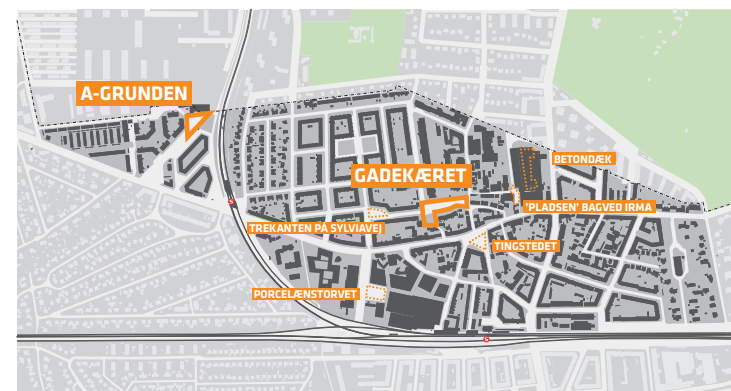 A-GRUNDEN
GADEKÆRET
BETONDÆK
'PLADSEN' BAGVED IRMA
TREKANTEN PÅ SYLVIAVEJ
TINGSTEDET
PORCELÆNSTORVET